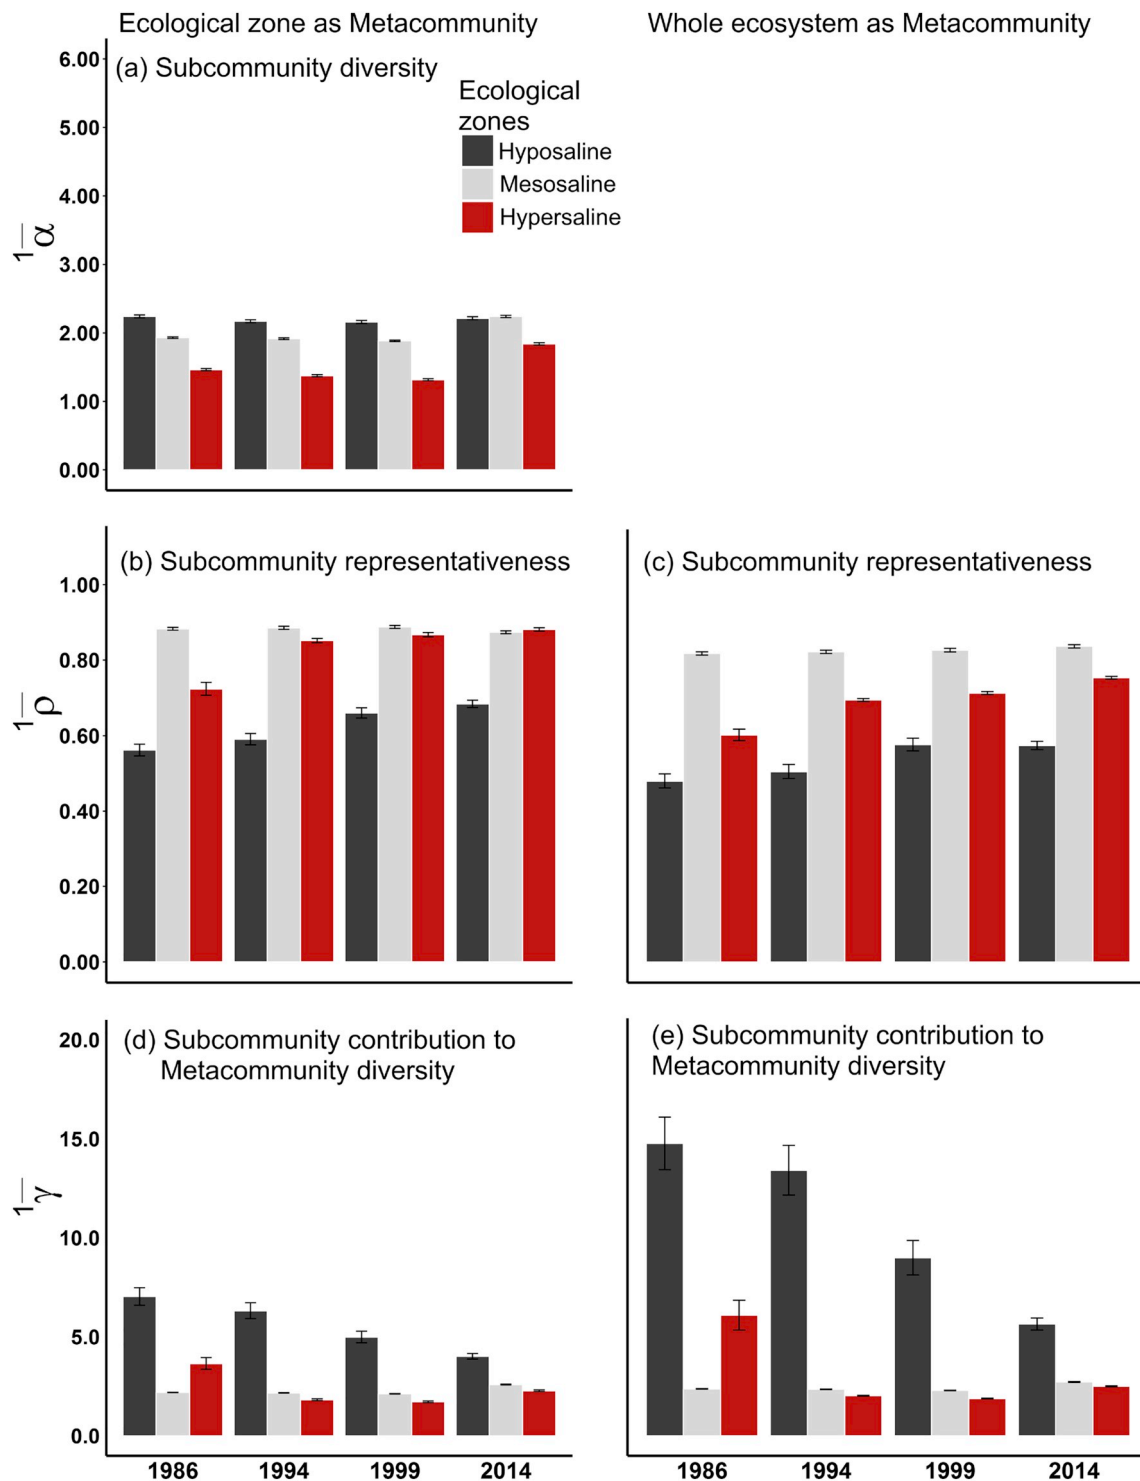 Ecological zone as Metacommunity
Whole ecosystem as Metacommunity
(a) Subcommunity diversity
Ecological
zones
Hyposaline
Mesosaline
Hypersaline
6.00
5.00
4.00
3.00
2.00
1.00
0.00
1α
(b) Subcommunity representativeness
(c) Subcommunity representativeness
1.00
0.80
0.60
0.40
0.20
0.00
1ρ
(d) Subcommunity contribution to
Metacommunity diversity
(e) Subcommunity contribution to
Metacommunity diversity
20.0
15.0
10.0
5.0
0.0
1γ
1986 1994 1999 2014
1986 1994 1999 2014